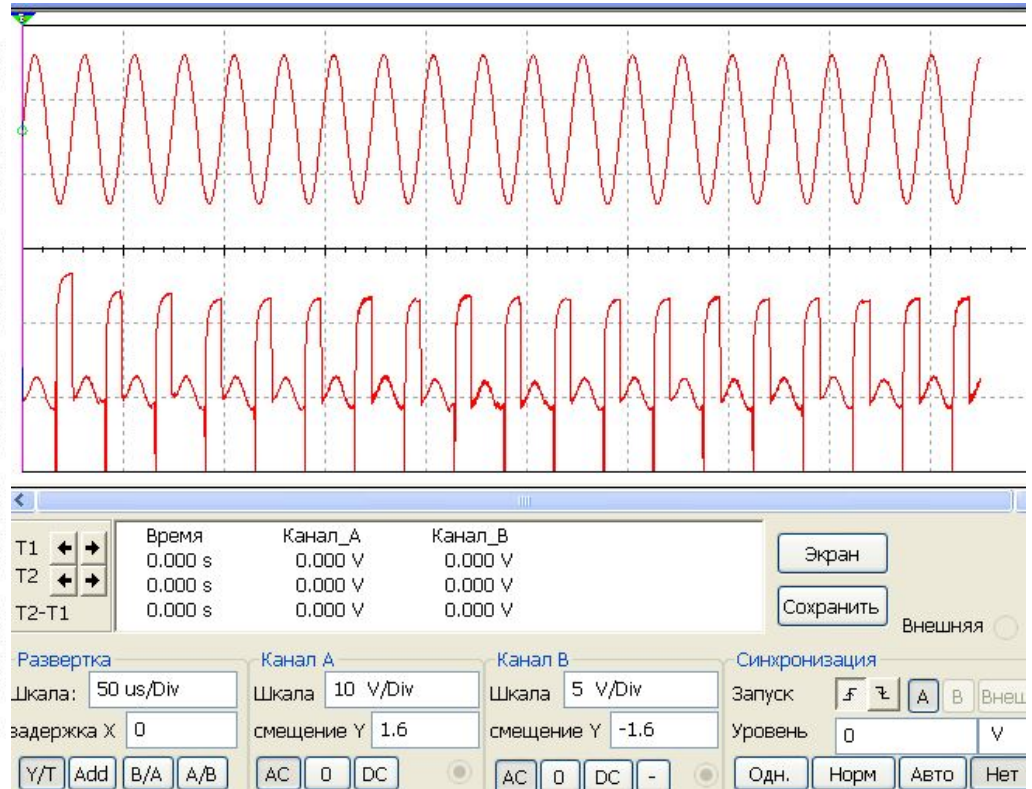 Время Канал_А Канал_В
T1 0.000 s 0.000 V 0.000 V
T2 0.000 s 0.000 V 0.000 V
T2-T1 0.000 s 0.000 V 0.000 V
Экран
Сохранить
Внешняя
Развертка
Шкала: 50 us/Div
задержка X 0
Y/T Add B/A A/B
Канал А
Шкала 10 V/Div
смещение Y 1.6
AC 0 DC
Канал В
Шкала 5 V/Div
смещение Y -1.6
AC 0 DC -
Синхронизация
Запуск A B Внеш
Уровень 0 V
Одн. Норм Авто Нет